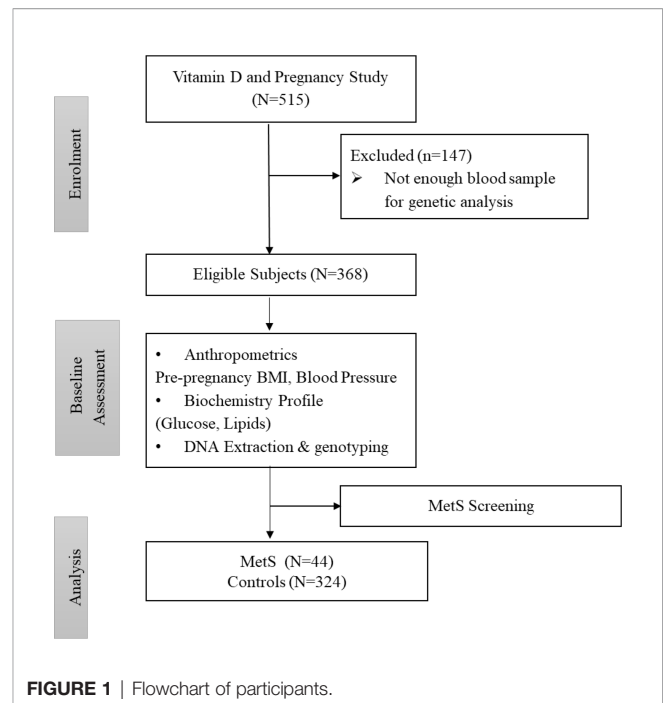 Vitamin D and Pregnancy Study
(N=515)
Enrolment
Excluded (n=147)
➢ Not enough blood sample
for genetic analysis
Eligible Subjects (N=368)
Baseline
Assessment
• Anthropometrics
Pre-pregnancy BMI, Blood Pressure
• Biochemistry Profile
(Glucose, Lipids)
• DNA Extraction & genotyping
MetS Screening
Analysis
MetS (N=44)
Controls (N=324)
FIGURE 1 | Flowchart of participants.